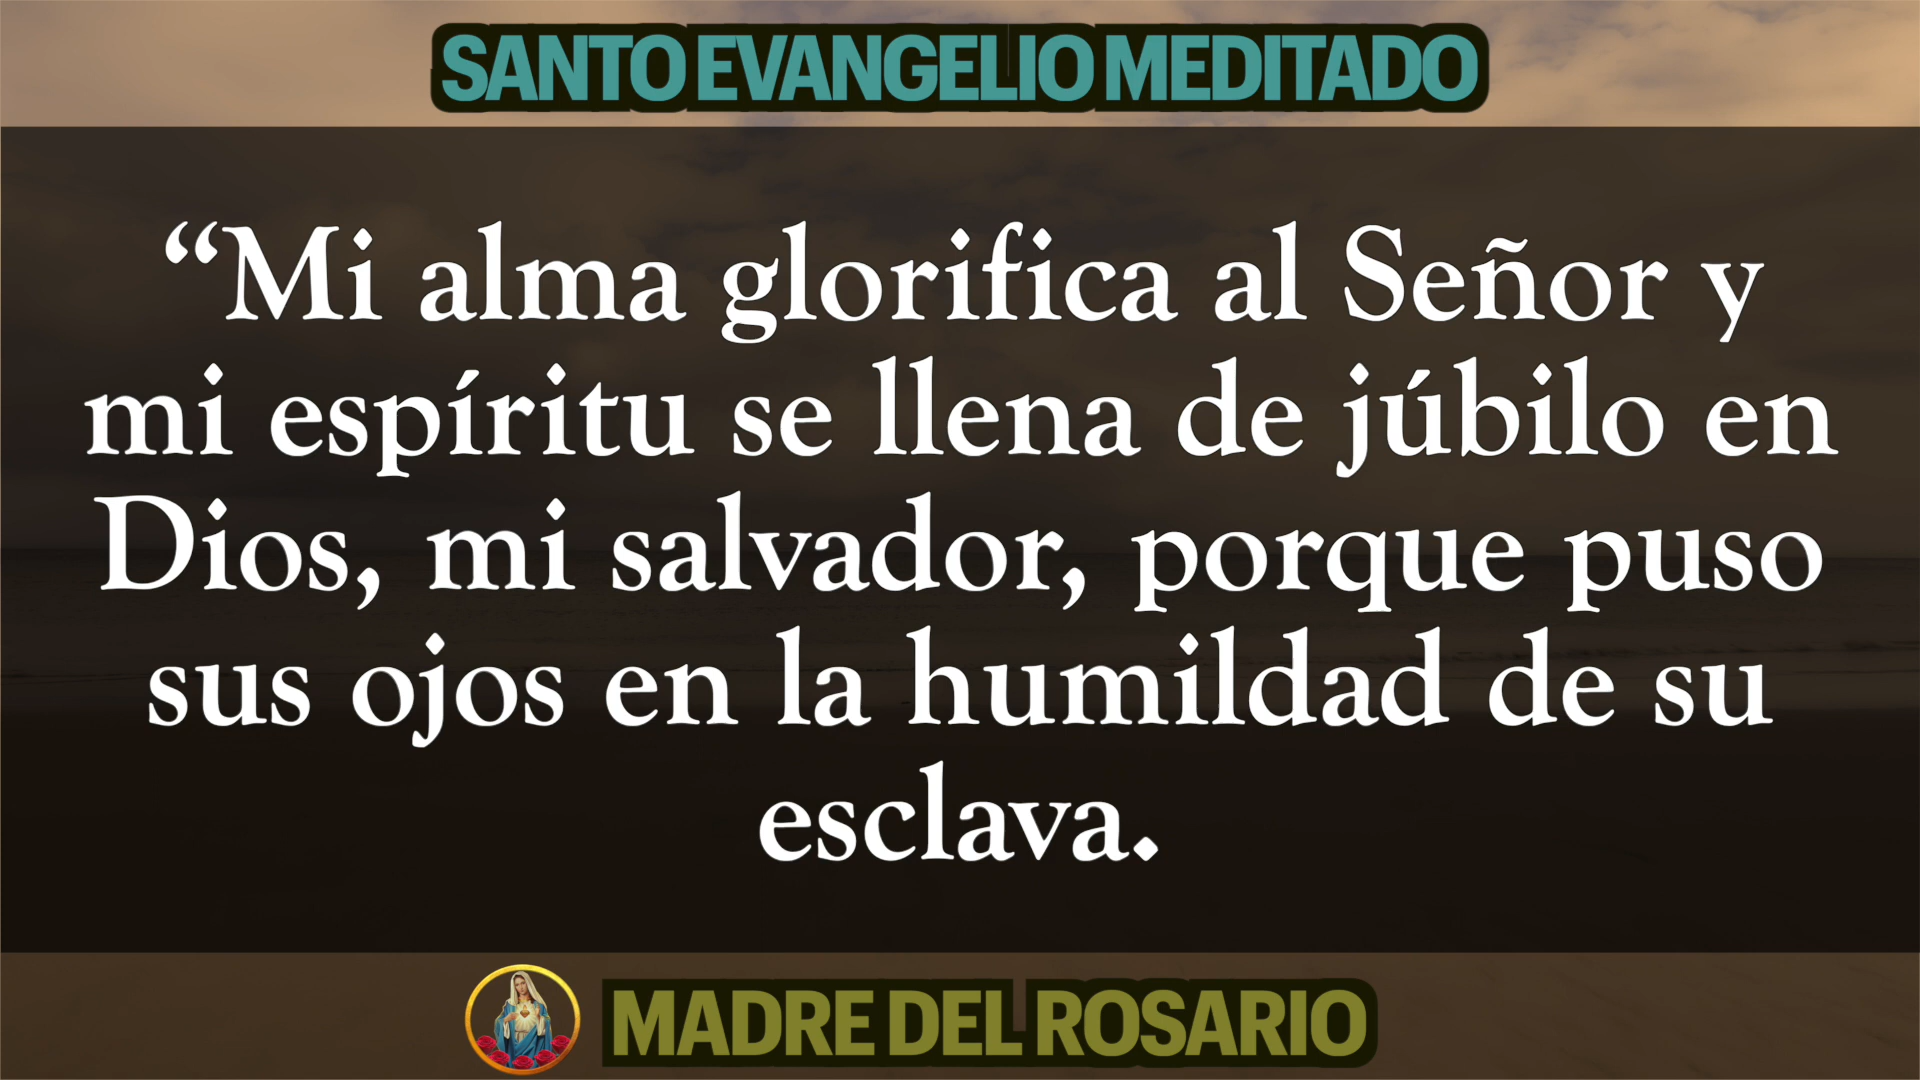 SANTO EVANGELIO MEDITADO
“Mi alma glorifica al Señor y
mi espíritu se llena de júbilo en
Dios, mi salvador, porque puso
sus ojos en la humildad de su
esclava.
MADRE DEL ROSARIO